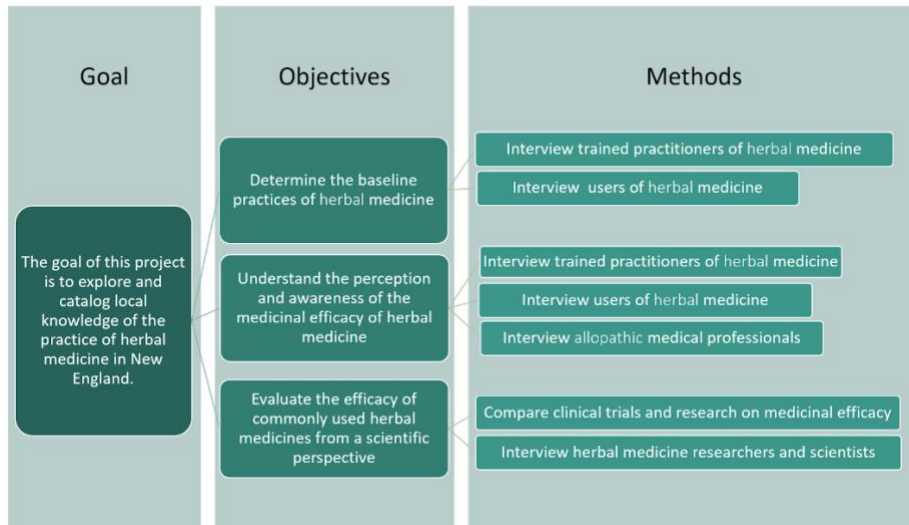 Goal
Objectives
Methods
The goal of this project
is to explore and
catalog local
knowledge of the
practice of herbal
medicine in New
England.
Determine the baseline
practices of herbal medicine
Interview trained practitioners of herbal medicine
Interview users of herbal medicine
Understand the perception
and awareness of the
medicinal efficacy of herbal
medicine
Interview trained practitioners of herbal medicine
Interview users of herbal medicine
Interview allopathic medical professionals
Evaluate the efficacy of
commonly used herbal
medicines from a scientific
perspective
Compare clinical trials and research on medicinal efficacy
Interview herbal medicine researchers and scientists